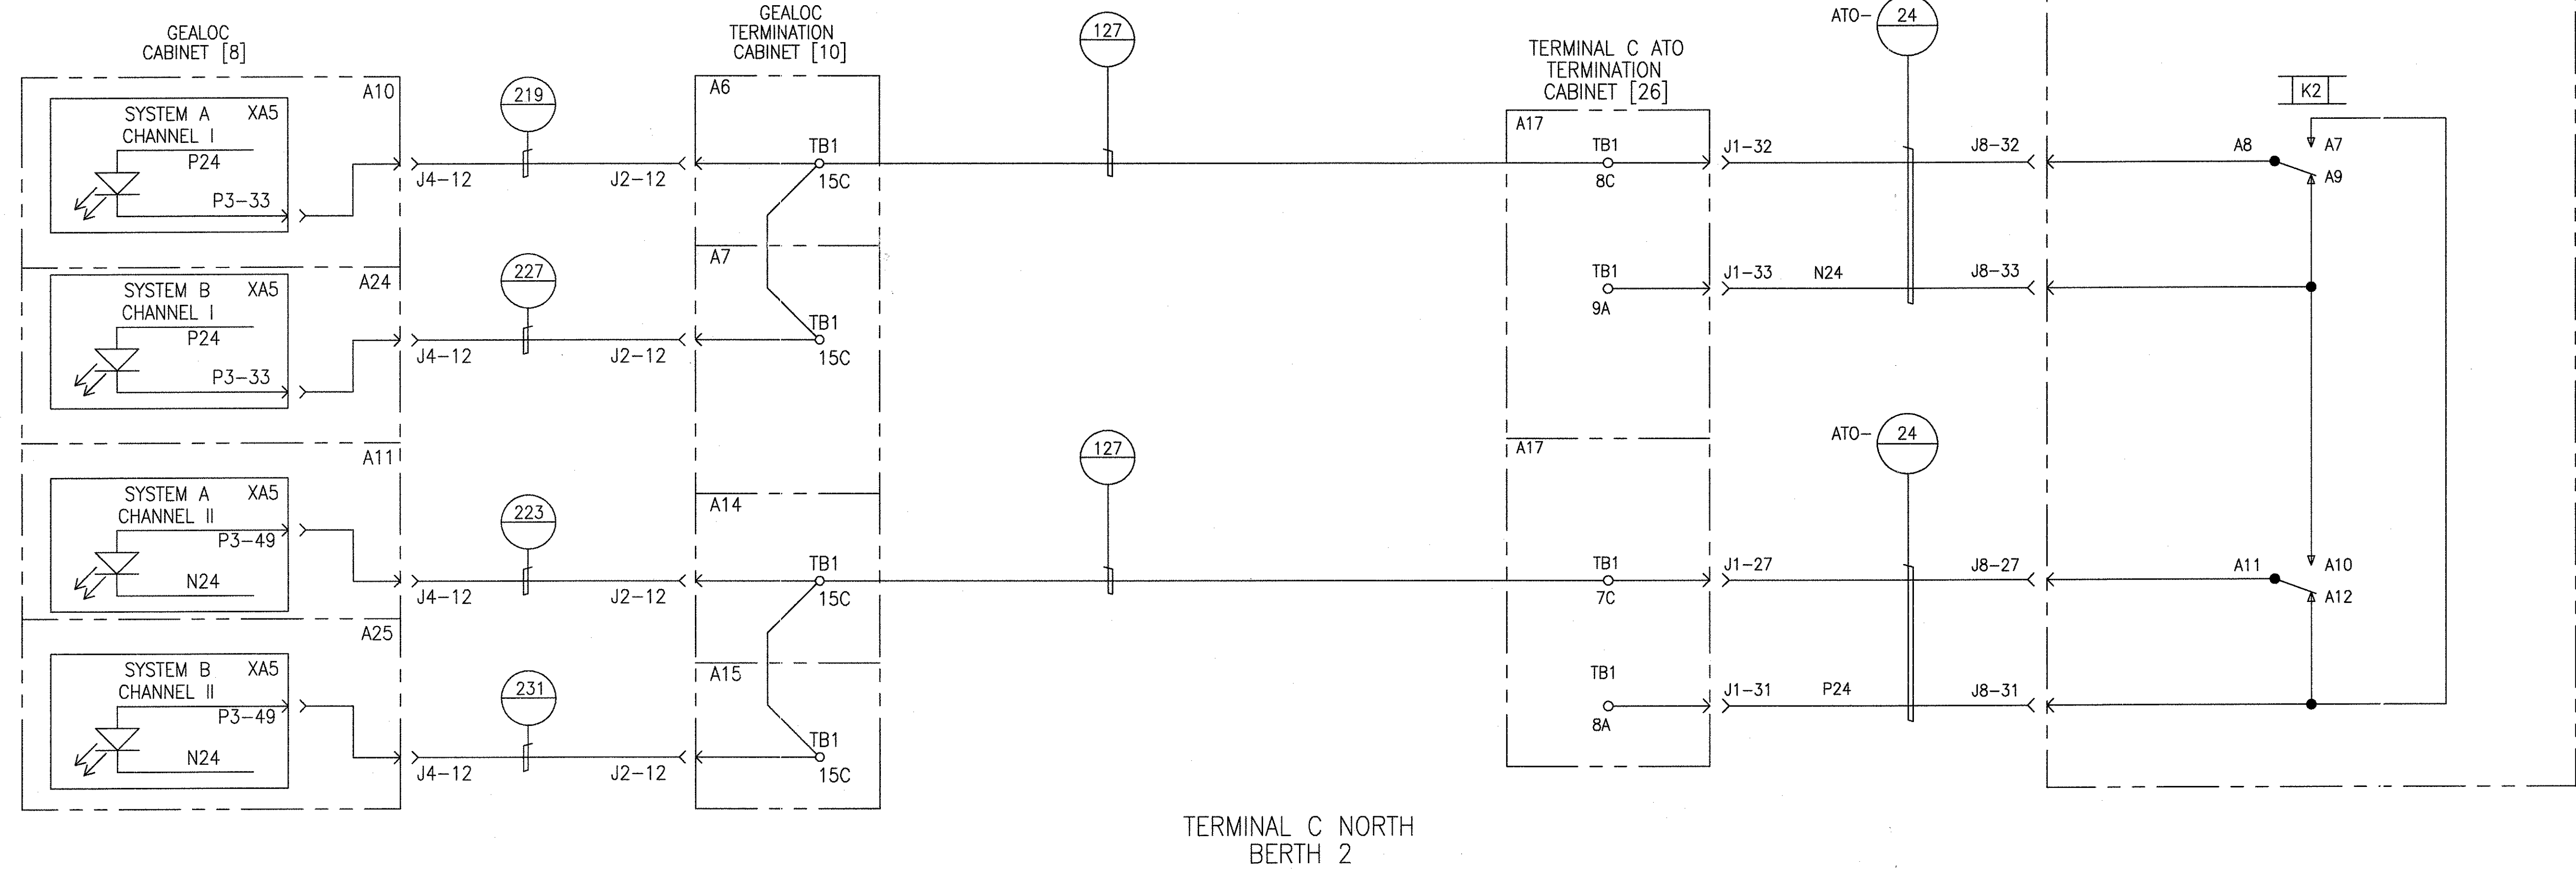 GEALOC
CABINET [8]
GEALOC
TERMINATION
CABINET [10]
127
TERMINAL C ATO
TERMINATION
CABINET [26]
ATO-
24
K2
A10
SYSTEM A XA5
CHANNEL I
P24
P3-33
219
J4-12
J2-12
A6
TB1
15C
A17
TB1
8C
J1-32
J8-32
A8
A7
A9
A24
SYSTEM B XA5
CHANNEL I
P24
P3-33
227
J4-12
J2-12
A7
TB1
15C
TB1
9A
J1-33
N24
J8-33
A11
SYSTEM A XA5
CHANNEL II
P3-49
N24
223
J4-12
J2-12
A14
TB1
15C
127
A17
TB1
7C
ATO-
24
J1-27
J8-27
A11
A10
A12
A25
SYSTEM B XA5
CHANNEL II
P3-49
N24
231
J4-12
J2-12
A15
TB1
15C
TB1
8A
J1-31
P24
J8-31
TERMINAL C NORTH
BERTH 2